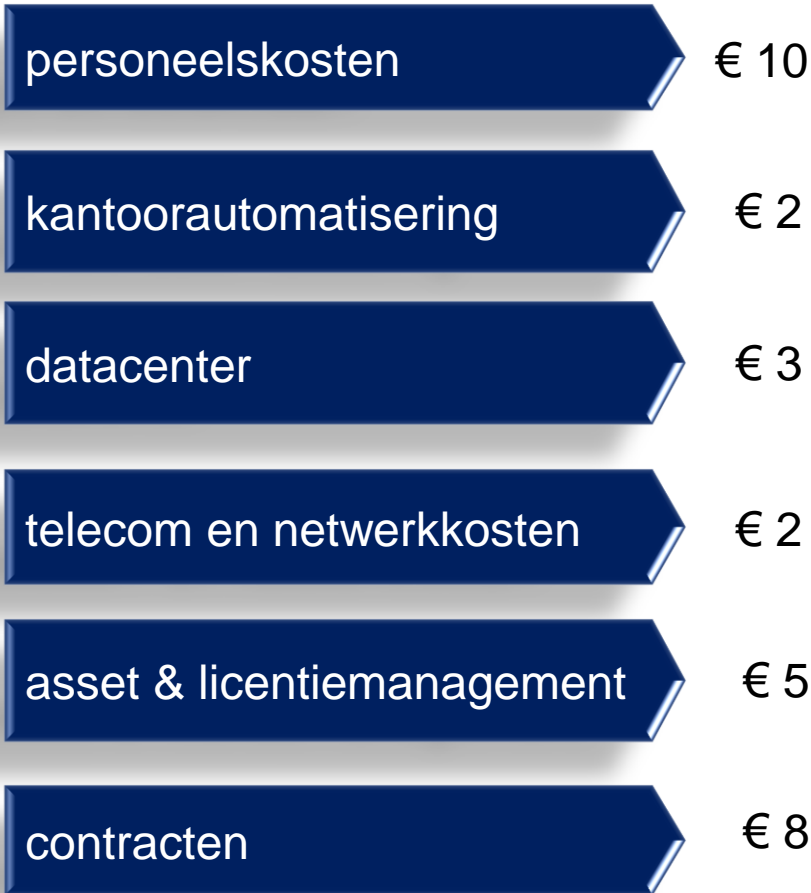 personeelskosten € 10
kantoorautomatisering € 2
datacenter € 3
telecom en netwerkkosten € 2
asset & licentiemanagement € 5
contracten € 8